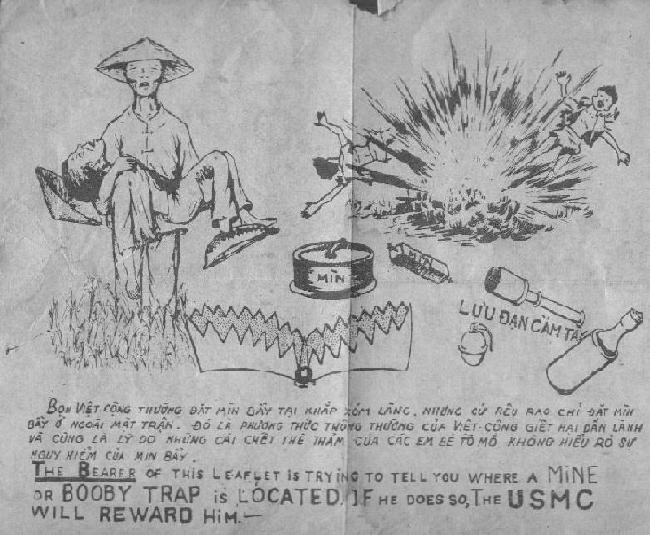 MÌN
MÌN
LỰU ĐẠN CẦM TAY
BỌN VIỆT CỘNG THƯỜNG ĐẶT MÌN BẪY TẠI KHẮP XÓM LÀNG, NHƯNG CỨ RÊU RAO CHỈ ĐẶT MÌN
BẪY Ở NGOÀI MẶT TRẬN. ĐÓ LÀ PHƯƠNG THỨC THÔNG THƯỜNG CỦA VIỆT-CỘNG GIẾT HẠI DÂN LÀNH
VÀ CŨNG LÀ LÝ DO NHỮNG CÁI CHẾT THÊ THẢM CỦA CÁC EM BÉ TÒ MÒ KHÔNG HIỂU RÕ SỰ
NGUY HIỂM CỦA MÌN BẪY.
THE BEARER OF THIS LEAFLET IS TRYING TO TELL YOU WHERE A MINE
OR BOOBY TRAP IS LOCATED. IF HE DOES SO, THE USMC
WILL REWARD HIM.—